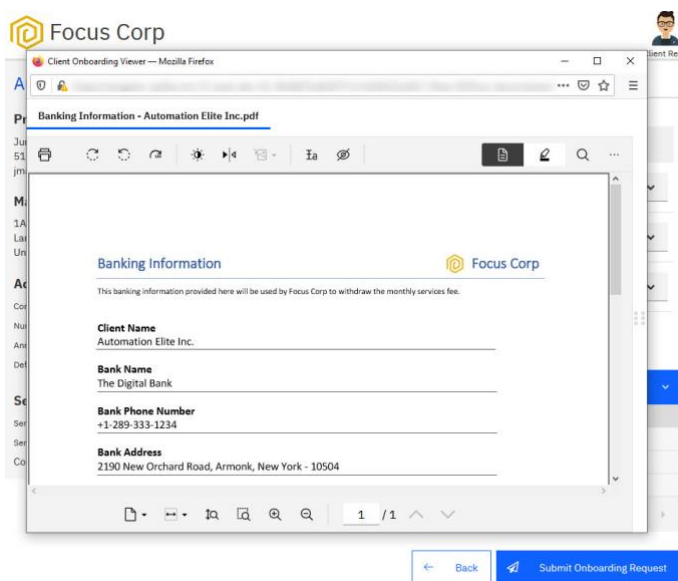 Focus Corp
Client Onboarding Viewer — Mozilla Firefox
Banking Information - Automation Elite Inc.pdf
Banking Information
Focus Corp
This banking information provided here will be used by Focus Corp to withdraw the monthly services fee.
Client Name
Automation Elite Inc.
Bank Name
The Digital Bank
Bank Phone Number
+1-289-333-1234
Bank Address
2190 New Orchard Road, Armonk, New York - 10504
1 / 1
Back
Submit Onboarding Request